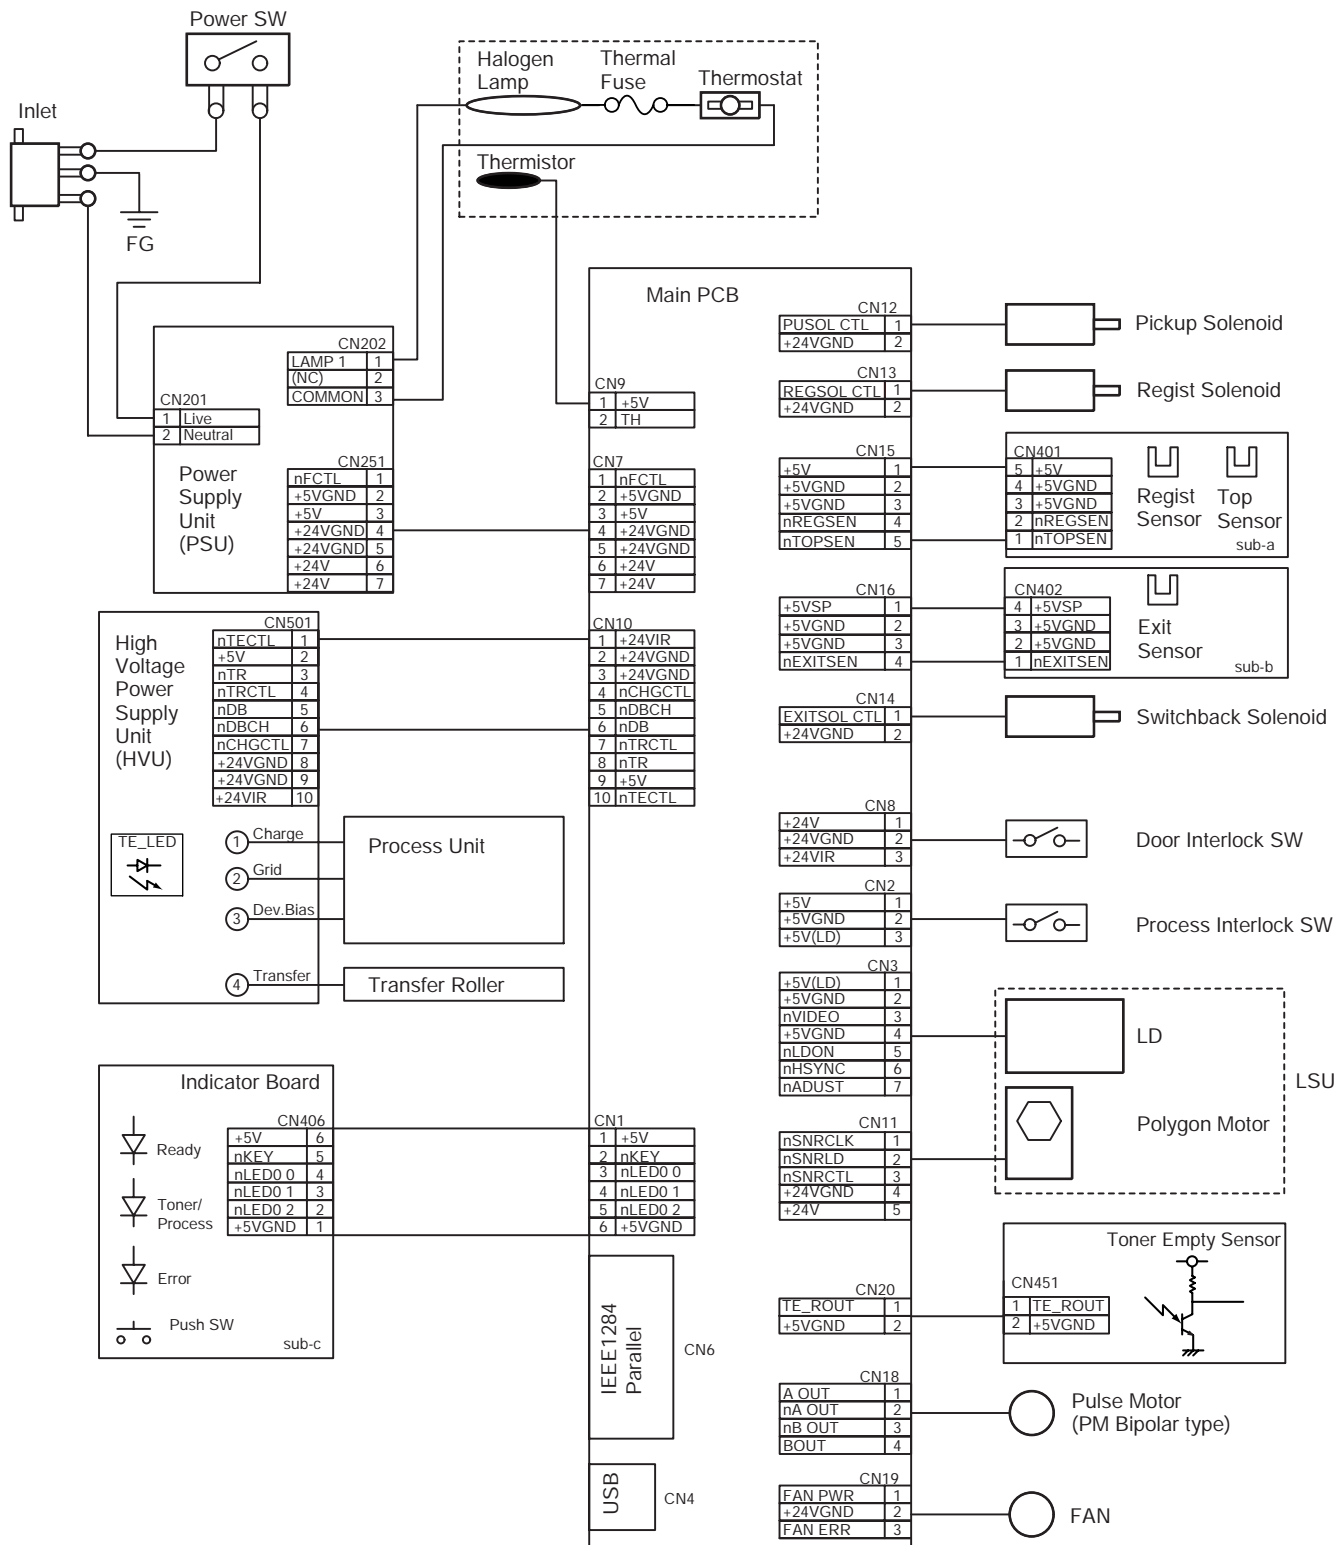 Power SW
Inlet
FG
Halogen
Lamp
Thermal
Fuse
Thermostat
Thermistor
CN202
LAMP 1 1
(NC) 2
COMMON 3
CN201
1 Live
2 Neutral
Power
Supply
Unit
(PSU)
CN251
nFCTL 1
+5VGND 2
+5V 3
+24VGND 4
+24VGND 5
+24V 6
+24V 7
High
Voltage
Power
Supply
Unit
(HVU)
CN501
nTECTL 1
+5V 2
nTR 3
nTRCTL 4
nDB 5
nDBCH 6
nCHGCTL 7
+24VGND 8
+24VGND 9
+24VIR 10
TE_LED
1 Charge
2 Grid
3 Dev.Bias
4 Transfer
Process Unit
Transfer Roller
Indicator Board
CN406
+5V 6
nKEY 5
nLED0 0 4
nLED0 1 3
nLED0 2 2
+5VGND 1
Ready
Toner/
Process
Error
Push SW
sub-c
Main PCB
CN9
1 +5V
2 TH
CN7
1 nFCTL
2 +5VGND
3 +5V
4 +24VGND
5 +24VGND
6 +24V
7 +24V
CN10
1 +24VIR
2 +24VGND
3 +24VGND
4 nCHGCTL
5 nDBCH
6 nDB
7 nTRCTL
8 nTR
9 +5V
10 nTECTL
CN1
1 +5V
2 nKEY
3 nLED0 0
4 nLED0 1
5 nLED0 2
6 +5VGND
IEEE1284
Parallel
CN6
USB
CN4
CN12
PUSOL CTL 1
+24VGND 2
Pickup Solenoid
CN13
REGSOL CTL 1
+24VGND 2
Regist Solenoid
CN15
+5V 1
+5VGND 2
+5VGND 3
nREGSEN 4
nTOPSEN 5
CN401
5 +5V
4 +5VGND
3 +5VGND
2 nREGSEN
1 nTOPSEN
Regist
Sensor
Top
Sensor
sub-a
CN16
+5VSP 1
+5VGND 2
+5VGND 3
nEXITSEN 4
CN402
4 +5VSP
3 +5VGND
2 +5VGND
1 nEXITSEN
Exit
Sensor
sub-b
CN14
EXITSOL CTL 1
+24VGND 2
Switchback Solenoid
CN8
+24V 1
+24VGND 2
+24VIR 3
Door Interlock SW
CN2
+5V 1
+5VGND 2
+5V(LD) 3
Process Interlock SW
CN3
+5V(LD) 1
+5VGND 2
nVIDEO 3
+5VGND 4
nLDON 5
nHSYNC 6
nADUST 7
LD
LSU
Polygon Motor
CN11
nSNRCLK 1
nSNRLD 2
nSNRCTL 3
+24VGND 4
+24V 5
Toner Empty Sensor
CN20
TE_ROUT 1
+5VGND 2
CN451
1 TE_ROUT
2 +5VGND
CN18
A OUT 1
nA OUT 2
nB OUT 3
BOUT 4
Pulse Motor
(PM Bipolar type)
CN19
FAN PWR 1
+24VGND 2
FAN ERR 3
FAN